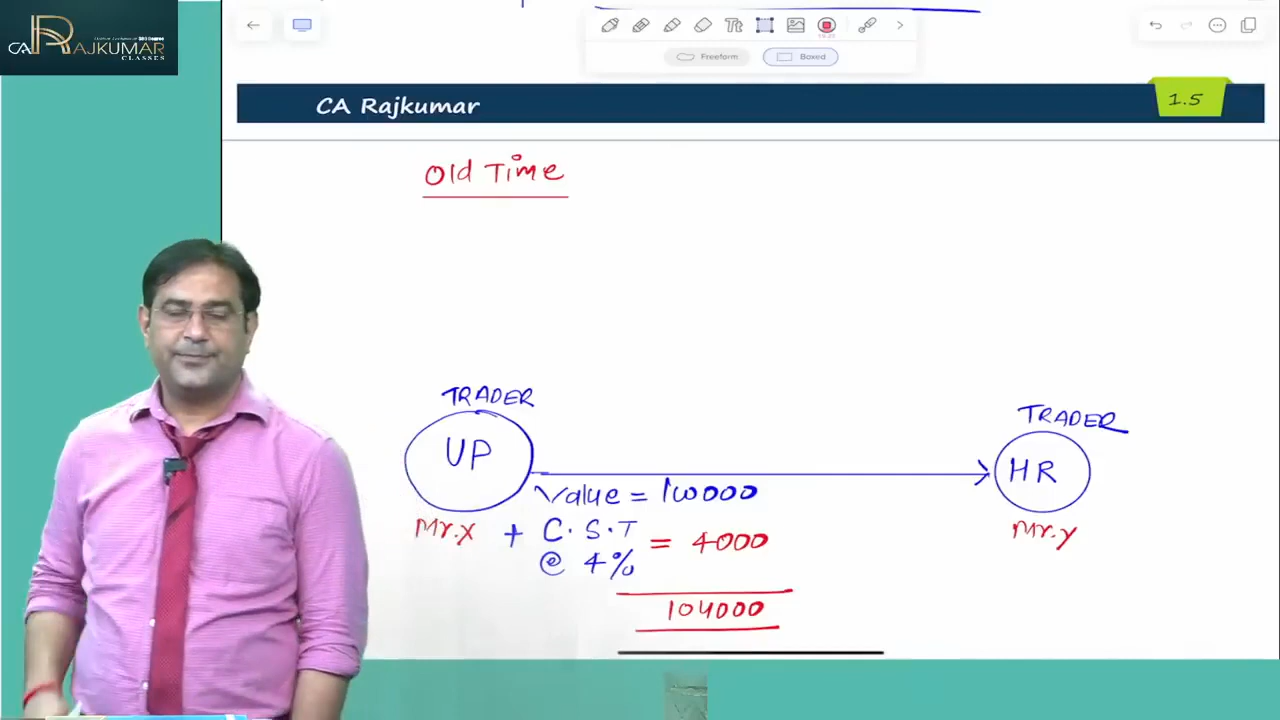 CA RAJKUMAR
CLASSES
Tt
Freeform
Boxed
CA Rajkumar
1.5
Old Time
TRADER
TRADER
UP
HR
Value = 100000
Mr.X
Mr.y
+ C.S.T
@ 4%
= 4000
104000